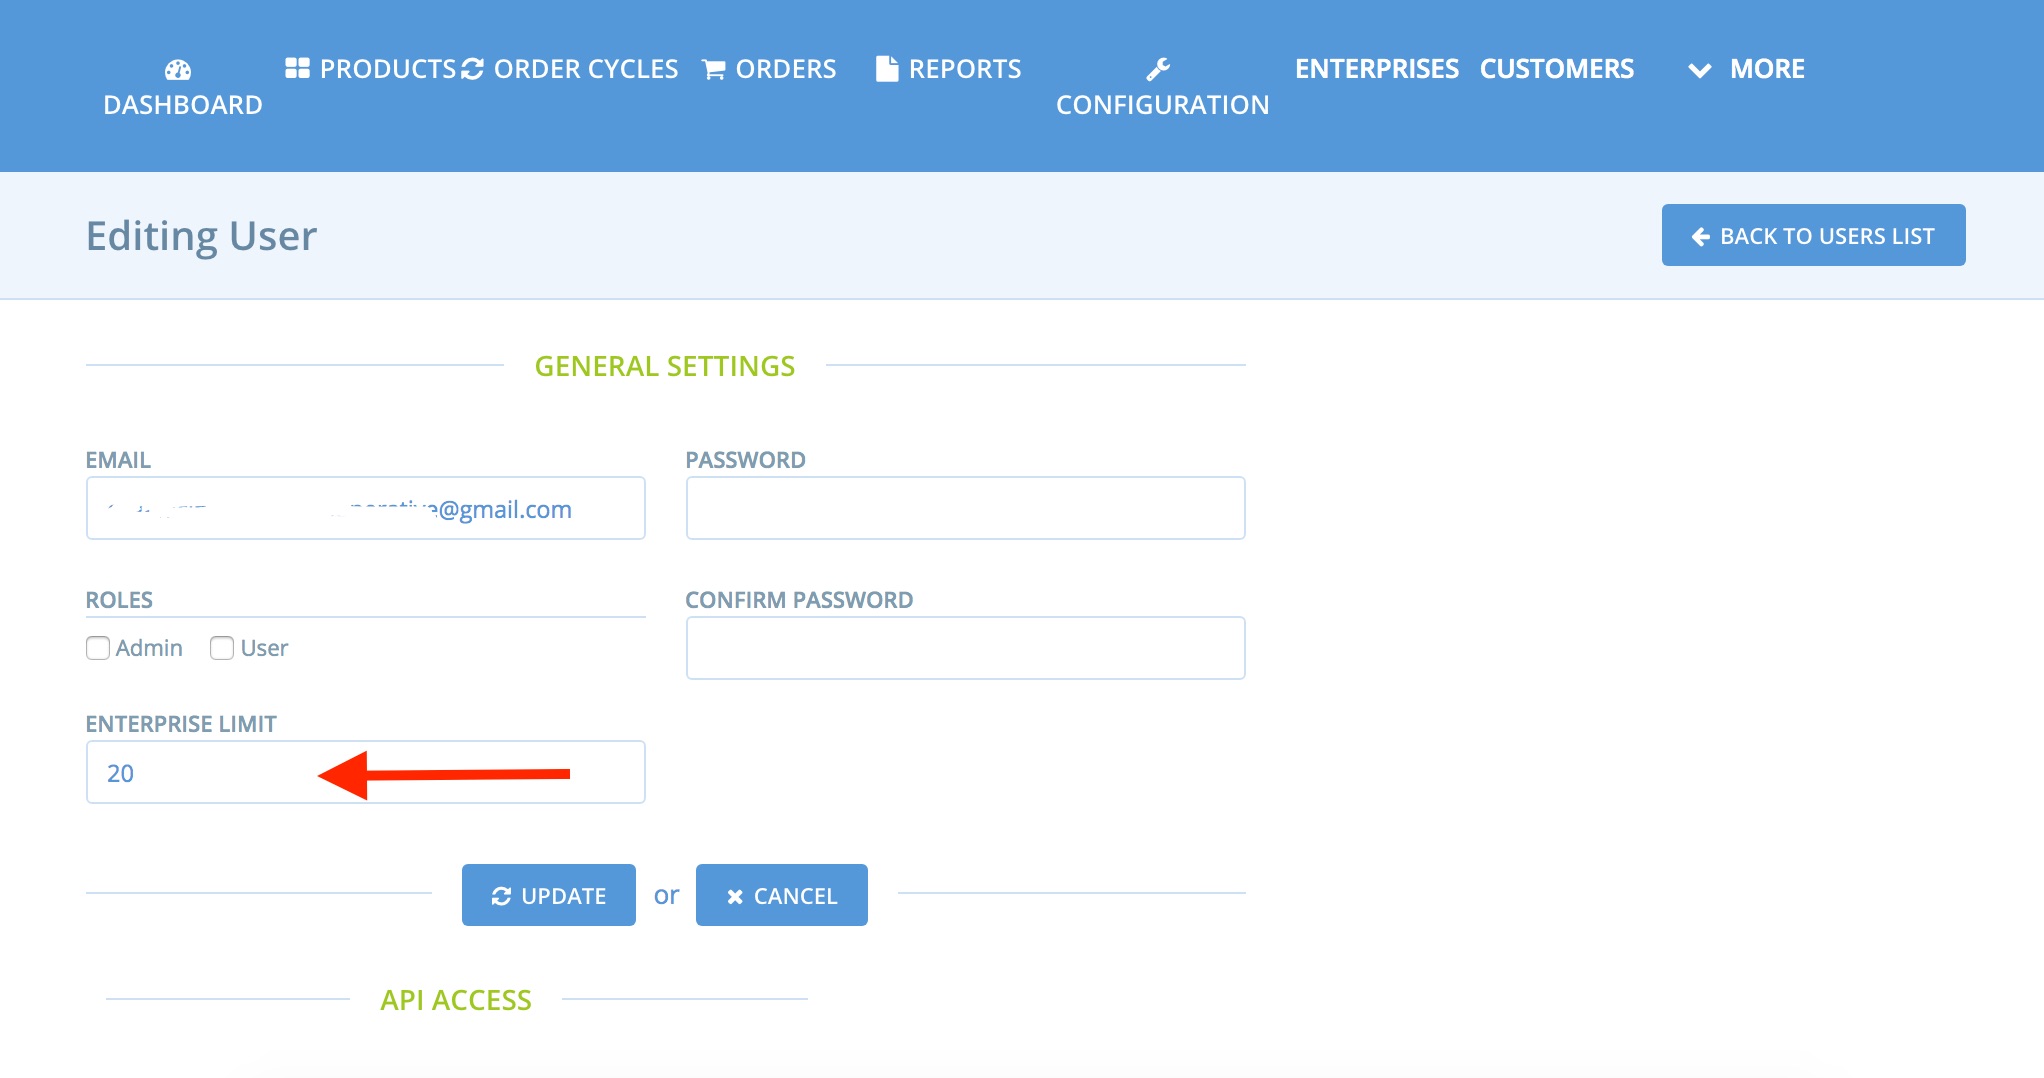 PRODUCTS ORDER CYCLES ORDERS REPORTS ENTERPRISES CUSTOMERS MORE
DASHBOARD CONFIGURATION
Editing User
BACK TO USERS LIST
GENERAL SETTINGS
EMAIL PASSWORD
@gmail.com
ROLES CONFIRM PASSWORD
Admin User
ENTERPRISE LIMIT
20
UPDATE or CANCEL
API ACCESS